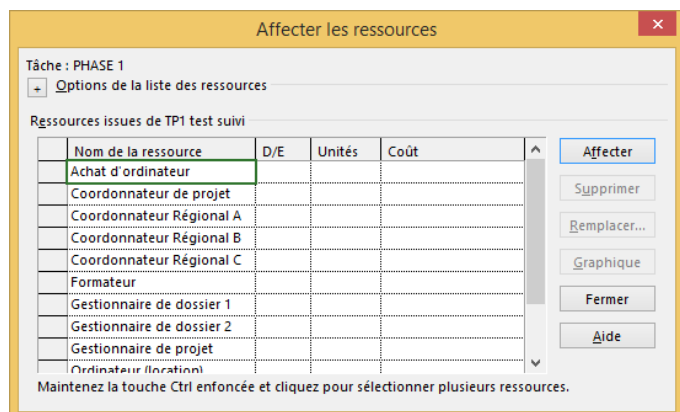 Affecter les ressources
Tâche : PHASE 1
+ Options de la liste des ressources
Ressources issues de TP1 test suivi
Nom de la ressource D/E Unités Coût
Achat d'ordinateur
Coordonnateur de projet
Coordonnateur Régional A
Coordonnateur Régional B
Coordonnateur Régional C
Formateur
Gestionnaire de dossier 1
Gestionnaire de dossier 2
Gestionnaire de projet
Ordinateur (location)
Affecter
Supprimer
Remplacer...
Graphique
Fermer
Aide
Maintenez la touche Ctrl enfoncée et cliquez pour sélectionner plusieurs ressources.